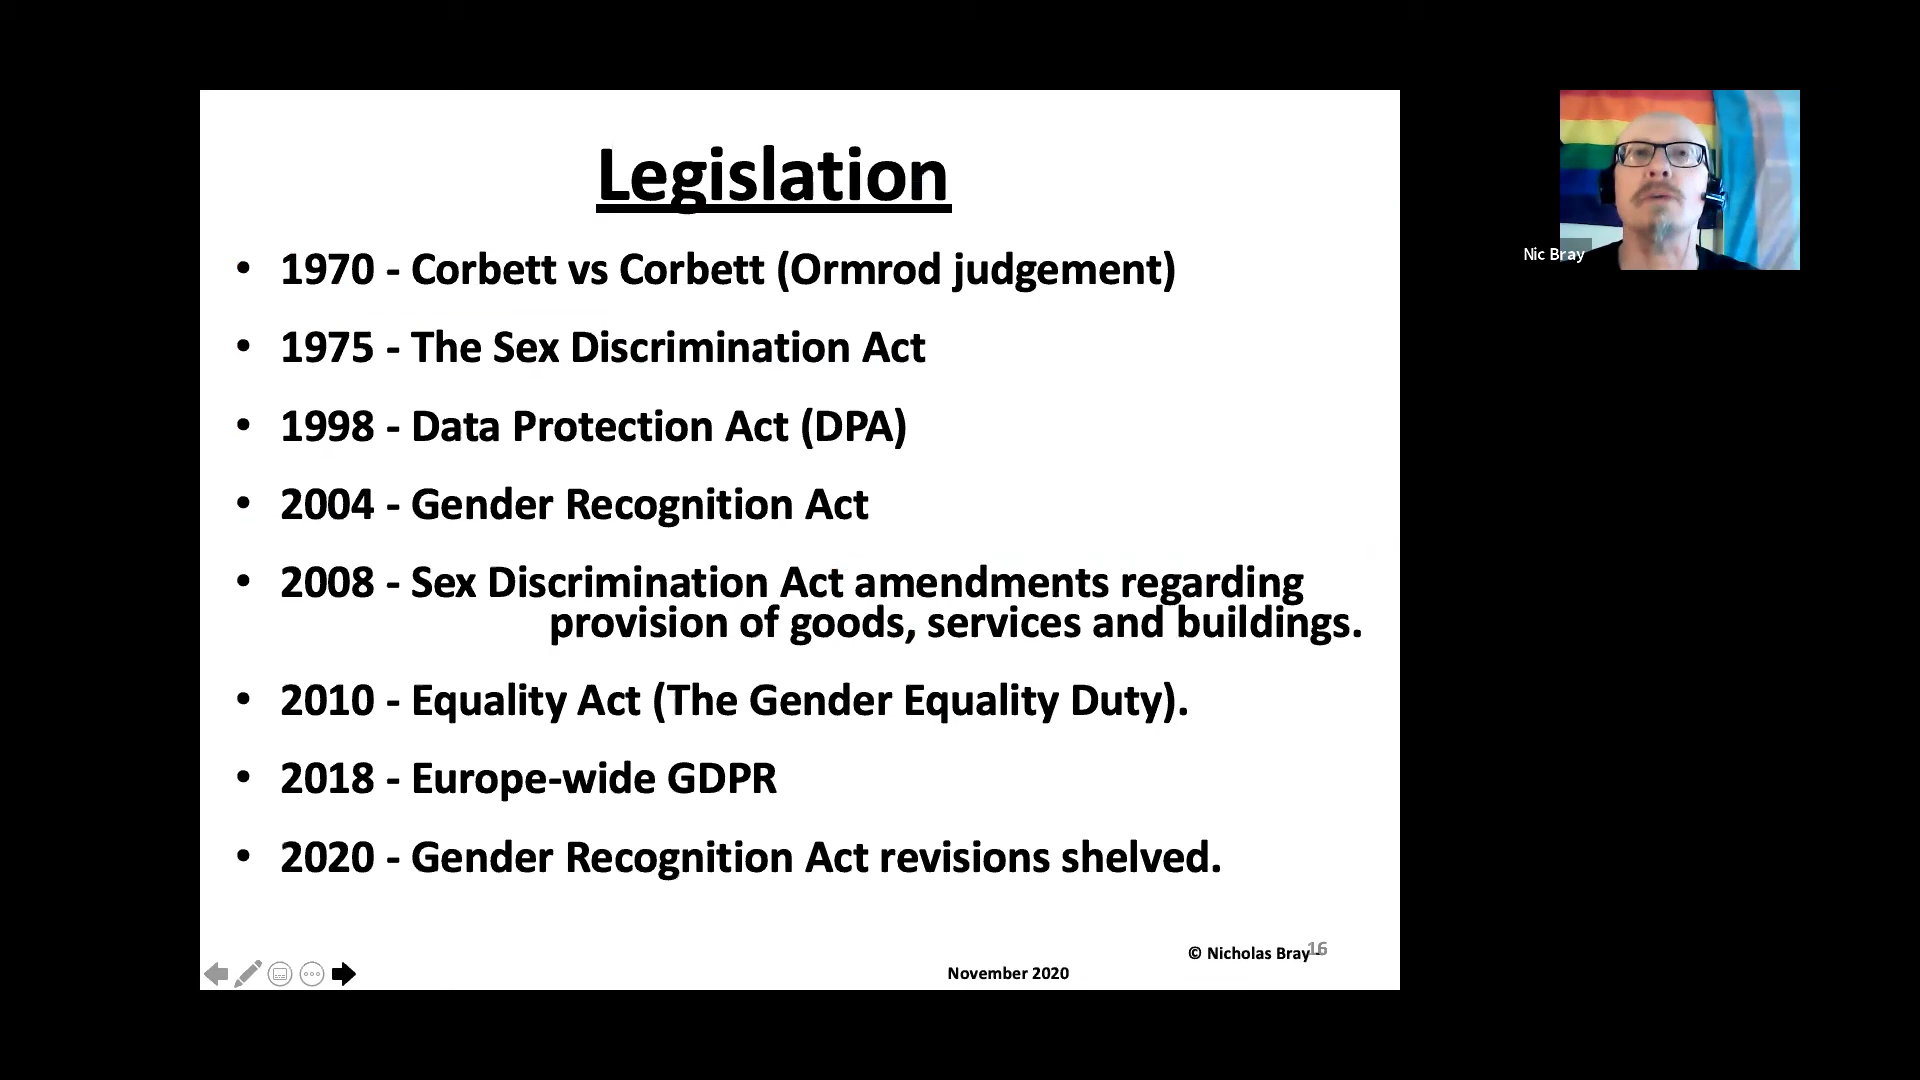 Legislation
• 1970 - Corbett vs Corbett (Ormrod judgement)
• 1975 - The Sex Discrimination Act
• 1998 - Data Protection Act (DPA)
• 2004 - Gender Recognition Act
• 2008 - Sex Discrimination Act amendments regarding
provision of goods, services and buildings.
• 2010 - Equality Act (The Gender Equality Duty).
• 2018 - Europe-wide GDPR
• 2020 - Gender Recognition Act revisions shelved.
© Nicholas Bray -
16
November 2020
Nic Bray